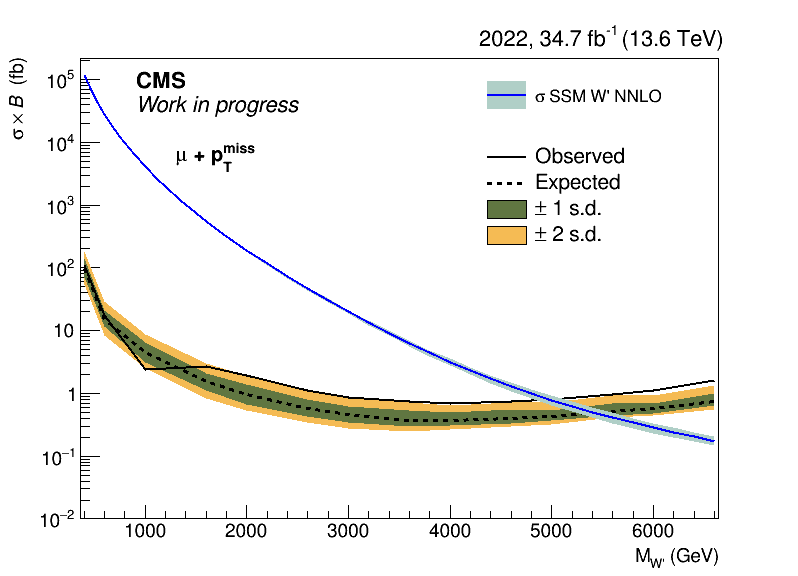 2022, 34.7 fb⁻¹ (13.6 TeV)
CMS
Work in progress
μ + p_T^miss
σ SSM W' NNLO
Observed
Expected
± 1 s.d.
± 2 s.d.
σ × B (fb)
10⁵
10⁴
10³
10²
10
1
10⁻¹
10⁻²
1000 2000 3000 4000 5000 6000
M_W' (GeV)